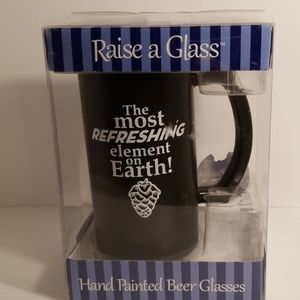 Raise a Glass
The
most
REFRESHING
element
on
Earth!
Hand Painted Beer Glasses